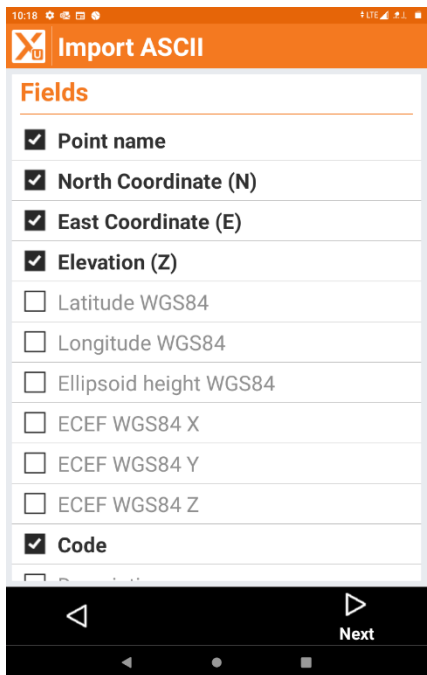 10:18
LTE
XU
Import ASCII
Fields
Point name
North Coordinate (N)
East Coordinate (E)
Elevation (Z)
Latitude WGS84
Longitude WGS84
Ellipsoid height WGS84
ECEF WGS84 X
ECEF WGS84 Y
ECEF WGS84 Z
Code
Next